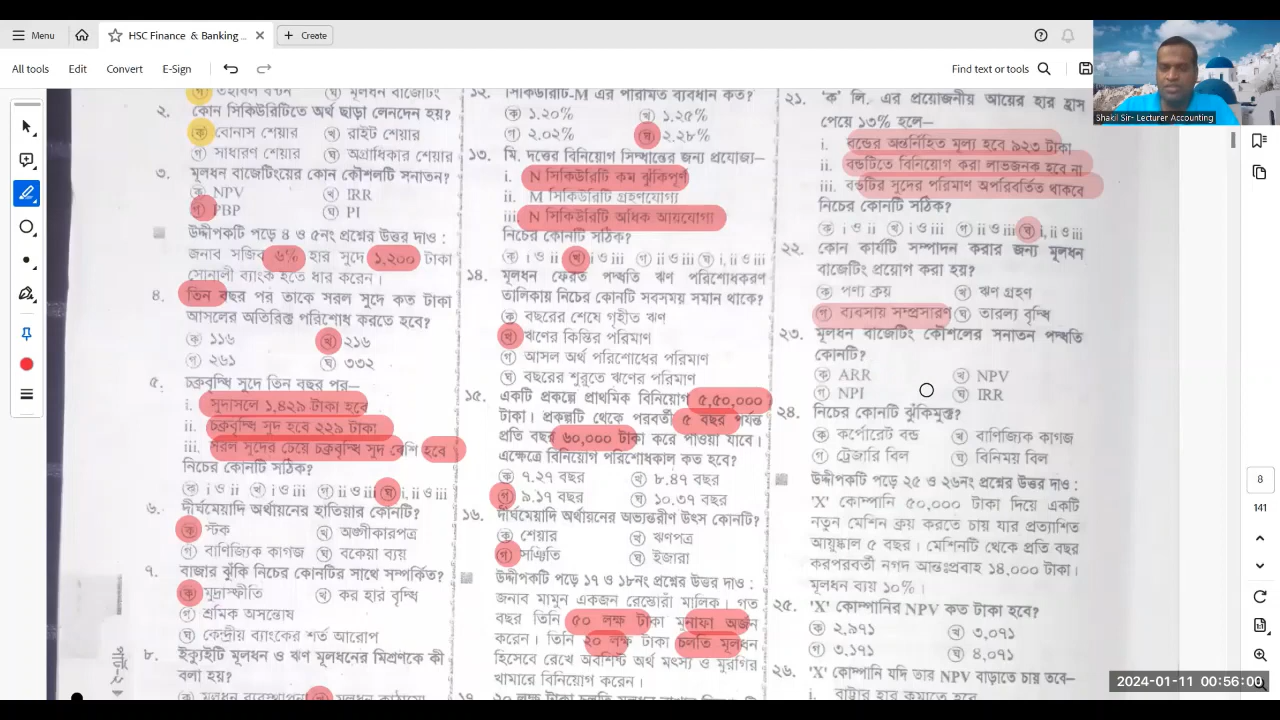 Menu
HSC Finance & Banking ...
Create
All tools
Edit
Convert
E-Sign
Find text or tools
Shakil Sir- Lecturer Accounting
মূলধন বাজেটিং
২. কোন সিকিউরিটিতে অর্থ ছাড়া লেনদেন হয়?
ক বোনাস শেয়ার খ রাইট শেয়ার
গ সাধারণ শেয়ার ঘ অগ্রাধিকার শেয়ার
৩. মূলধন বাজেটিংয়ের কোন কৌশলটি সনাতন?
ক NPV খ IRR
গ PBP ঘ PI
উদ্দীপকটি পড়ে ৪ ও ৫নং প্রশ্নের উত্তর দাও :
জনাব সজিব ৬% হার সুদে ১,২০০ টাকা
সোনালী ব্যাংক হতে ধার করেন।
৪. তিন বছর পর তাকে সরল সুদে কত টাকা
আসলের অতিরিক্ত পরিশোধ করতে হবে?
ক ১১৬ খ ২১৬
গ ২৬১ ঘ ৩৩২
৫. চক্রবৃদ্ধি সুদে তিন বছর পর—
i. সুদাসলে ১,৪২৯ টাকা হবে
ii. চক্রবৃদ্ধি সুদ হবে ২২৯ টাকা
iii. সরল সুদের চেয়ে চক্রবৃদ্ধি সুদ বেশি হবে
নিচের কোনটি সঠিক?
ক i ও ii খ i ও iii গ ii ও iii ঘ i, ii ও iii
৬. দীর্ঘমেয়াদি অর্থায়নের হাতিয়ার কোনটি?
ক স্টক খ অঙ্গীকারপত্র
গ বাণিজ্যিক কাগজ ঘ বকেয়া ব্যয়
৭. বাজার ঝুঁকি নিচের কোনটির সাথে সম্পর্কিত?
ক মুদ্রাস্ফীতি খ কর হার বৃদ্ধি
গ শ্রমিক অসন্তোষ
ঘ কেন্দ্রীয় ব্যাংকের শর্ত আরোপ
৮. ইক্যুইটি মূলধন ও ঋণ মূলধনের মিশ্রণকে কী
বলা হয়?
১২. সিকিউরিটি-M এর পরিমিত ব্যবধান কত?
ক ১.২০% খ ১.২৫%
গ ২.০২% ঘ ২.২৮%
১৩. মি. দত্তের বিনিয়োগ সিদ্ধান্তের জন্য প্রযোজ্য—
i. N সিকিউরিটি কম ঝুঁকিপূর্ণ
ii. M সিকিউরিটি গ্রহণযোগ্য
iii. N সিকিউরিটি অধিক আয়যোগ্য
নিচের কোনটি সঠিক?
ক i ও ii খ i ও iii গ ii ও iii ঘ i, ii ও iii
১৪. মূলধন ফেরত পদ্ধতি ঋণ পরিশোধকরণ
তালিকায় নিচের কোনটি সবসময় সমান থাকে?
ক বছরের শেষে গৃহীত ঋণ
খ ঋণের কিস্তির পরিমাণ
গ আসল অর্থ পরিশোধের পরিমাণ
ঘ বছরের শুরুতে ঋণের পরিমাণ
১৫. একটি প্রকল্পে প্রাথমিক বিনিয়োগ ৫,৫০,০০০
টাকা। প্রকল্পটি থেকে পরবর্তী ৫ বছর পর্যন্ত
প্রতি বছর ৬০,০০০ টাকা করে পাওয়া যাবে।
এক্ষেত্রে বিনিয়োগ পরিশোধকাল কত হবে?
ক ৭.২৭ বছর খ ৮.৪৭ বছর
গ ৯.১৭ বছর ঘ ১০.৩৭ বছর
১৬. দীর্ঘমেয়াদি অর্থায়নের অভ্যন্তরীণ উৎস কোনটি?
ক শেয়ার খ ঋণপত্র
গ সঞ্চিতি ঘ ইজারা
উদ্দীপকটি পড়ে ১৭ ও ১৮নং প্রশ্নের উত্তর দাও :
জনাব মামুন একজন রেস্তোরাঁ মালিক। গত
বছর তিনি ৫০ লক্ষ টাকা মুনাফা অর্জন
করেন। তিনি ২০ লক্ষ টাকা চলতি মূলধন
হিসেবে রেখে অবশিষ্ট অর্থ মৎস্য ও মুরগির
খামারে বিনিয়োগ করেন।
২১. 'ক' লি. এর প্রয়োজনীয় আয়ের হার হ্রাস
পেয়ে ১৩% হলে—
i. বন্ডের অন্তর্নিহিত মূল্য হবে ৯২৩ টাকা
ii. বন্ডটিতে বিনিয়োগ করা লাভজনক হবে না
iii. বন্ডটির সুদের পরিমাণ অপরিবর্তিত থাকবে
নিচের কোনটি সঠিক?
ক i ও ii খ i ও iii গ ii ও iii ঘ i, ii ও iii
২২. কোন কার্যটি সম্পাদন করার জন্য মূলধন
বাজেটিং প্রয়োগ করা হয়?
ক পণ্য ক্রয় খ ঋণ গ্রহণ
গ ব্যবসায় সম্প্রসারণ ঘ তারল্য বৃদ্ধি
২৩. মূলধন বাজেটিং কৌশলের সনাতন পদ্ধতি
কোনটি?
ক ARR খ NPV
গ NPI ঘ IRR
২৪. নিচের কোনটি ঝুঁকিমুক্ত?
ক কর্পোরেট বন্ড খ বাণিজ্যিক কাগজ
গ ট্রেজারি বিল ঘ বিনিময় বিল
উদ্দীপকটি পড়ে ২৫ ও ২৬নং প্রশ্নের উত্তর দাও :
'X' কোম্পানি ৫০,০০০ টাকা দিয়ে একটি
নতুন মেশিন ক্রয় করতে চায় যার প্রত্যাশিত
আয়ুষ্কাল ৫ বছর। মেশিনটি থেকে প্রতি বছর
করপরবর্তী নগদ আন্তঃপ্রবাহ ১৪,০০০ টাকা।
মূলধন ব্যয় ১০%।
২৫. 'X' কোম্পানির NPV কত টাকা হবে?
ক ২,৯৭১ খ ৩,০৭১
গ ৩,১৭১ ঘ ৪,০৭১
২৬. 'X' কোম্পানি যদি তার NPV বাড়াতে চায় তবে—
i. বাট্টার হার কমাতে হবে
8
141
2024-01-11 00:56:00